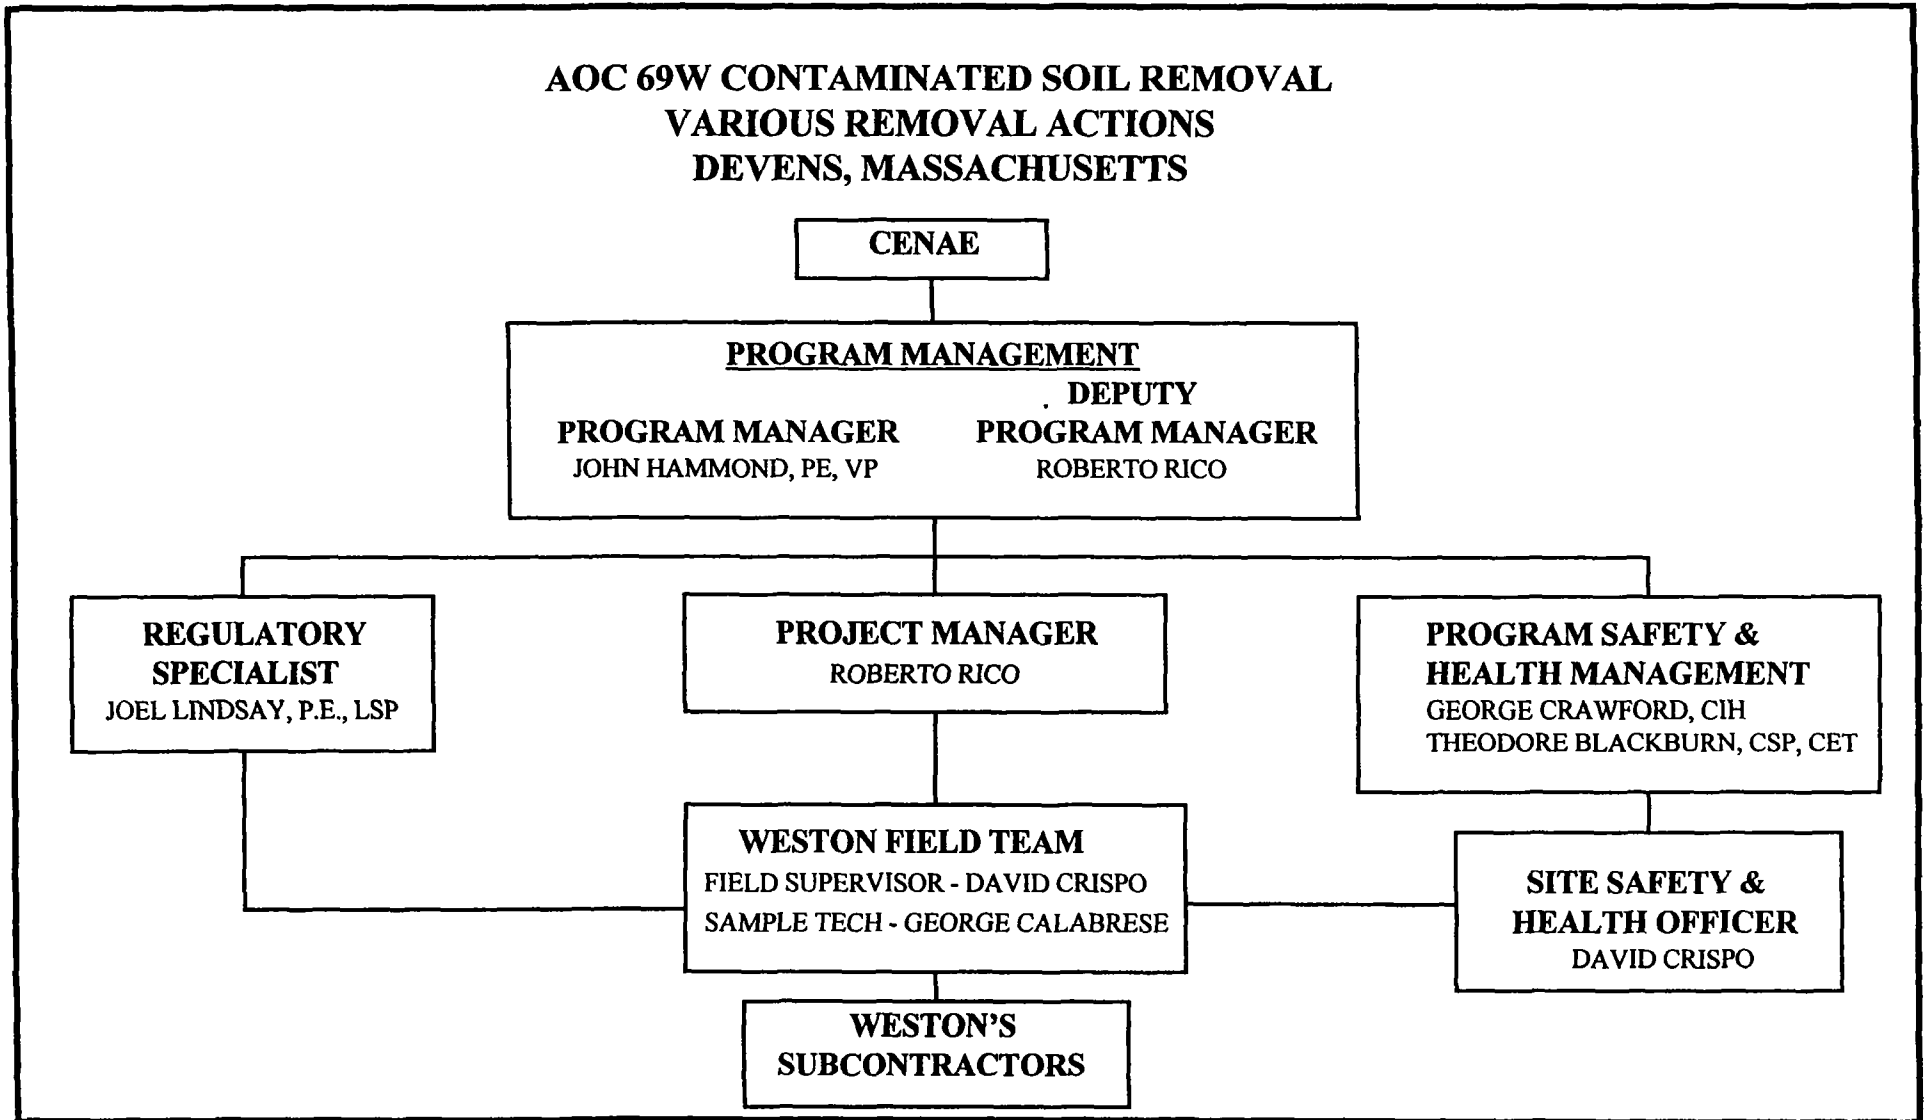 AOC 69W CONTAMINATED SOIL REMOVAL
VARIOUS REMOVAL ACTIONS
DEVENS, MASSACHUSETTS
CENAE
PROGRAM MANAGEMENT
DEPUTY
PROGRAM MANAGER PROGRAM MANAGER
JOHN HAMMOND, PE, VP ROBERTO RICO
REGULATORY
SPECIALIST
JOEL LINDSAY, P.E., LSP
PROJECT MANAGER
ROBERTO RICO
PROGRAM SAFETY &
HEALTH MANAGEMENT
GEORGE CRAWFORD, CIH
THEODORE BLACKBURN, CSP, CET
WESTON FIELD TEAM
FIELD SUPERVISOR - DAVID CRISPO
SAMPLE TECH - GEORGE CALABRESE
SITE SAFETY &
HEALTH OFFICER
DAVID CRISPO
WESTON'S
SUBCONTRACTORS